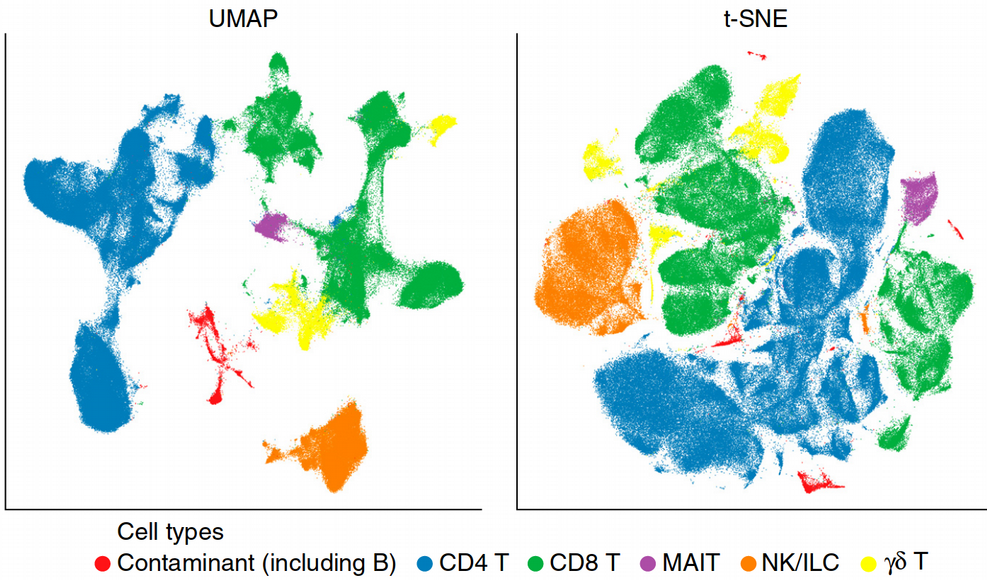 UMAP
t-SNE
Cell types
Contaminant (including B) CD4 T CD8 T MAIT NK/ILC γδ T